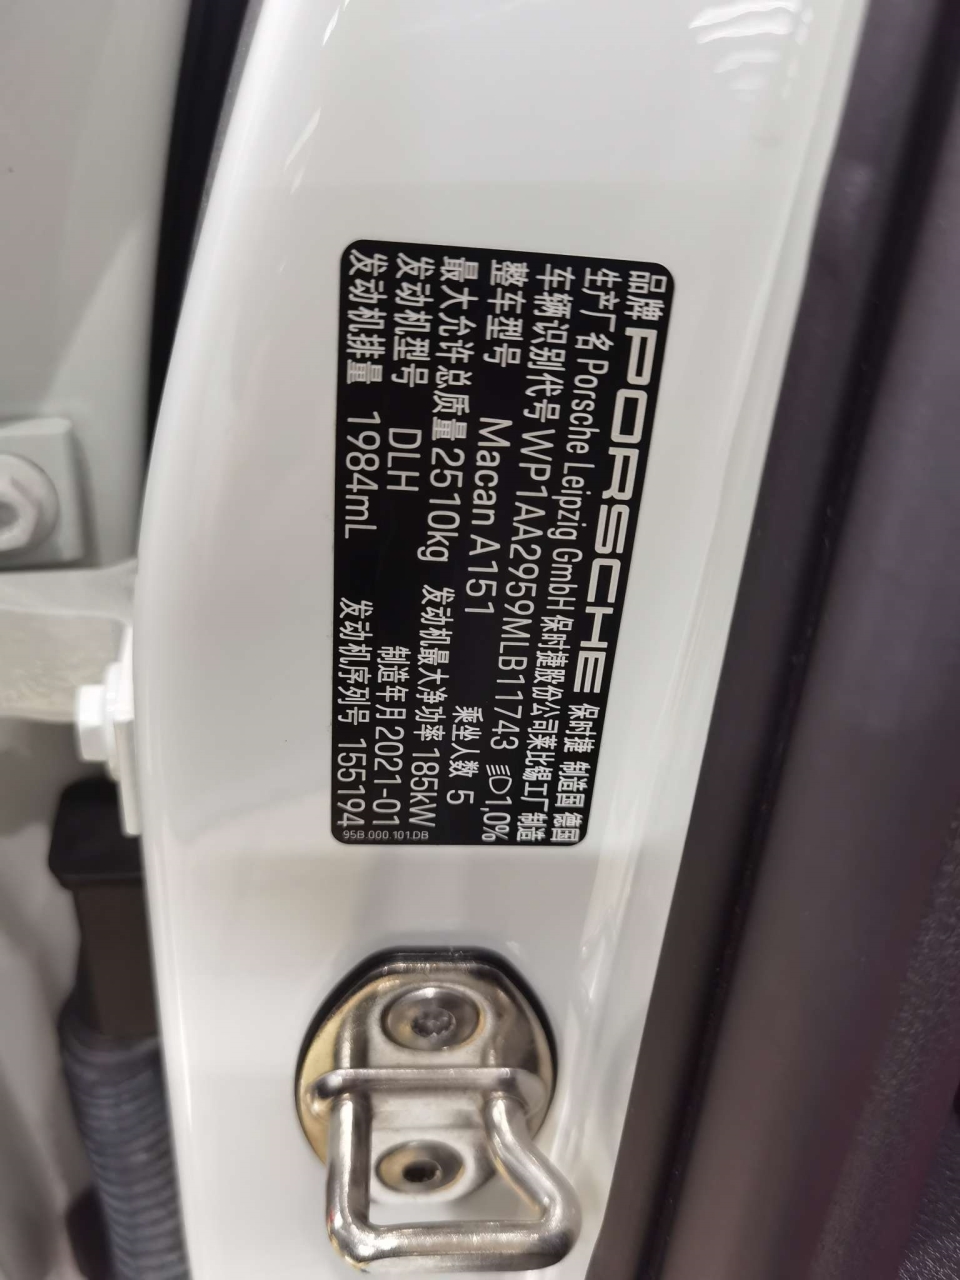 品牌 PORSCHE 保时捷 制造国 德国
生产厂名 Porsche Leipzig GmbH 保时捷股份公司莱比锡工厂制造
车辆识别代号 WP1AA2959MLB11743 1,0%
整车型号 Macan A151 乘坐人数 5
最大允许总质量 2510kg 发动机最大净功率 185kW
发动机型号 DLH 制造年月 2021-01
发动机排量 1984mL 发动机序列号 155194
95B.000.101.DB